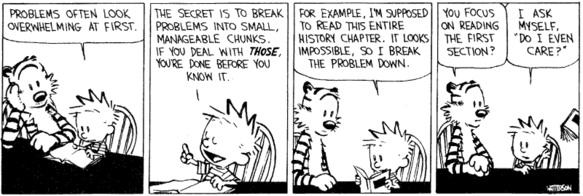 PROBLEMS OFTEN LOOK
OVERWHELMING AT FIRST.
THE SECRET IS TO BREAK
PROBLEMS INTO SMALL,
MANAGEABLE CHUNKS.
IF YOU DEAL WITH THOSE,
YOU'RE DONE BEFORE YOU
KNOW IT.
FOR EXAMPLE, I'M SUPPOSED
TO READ THIS ENTIRE
HISTORY CHAPTER. IT LOOKS
IMPOSSIBLE, SO I BREAK
THE PROBLEM DOWN.
YOU FOCUS
ON READING
THE FIRST
SECTION?
I ASK
MYSELF,
"DO I EVEN
CARE?"
WATTERSON